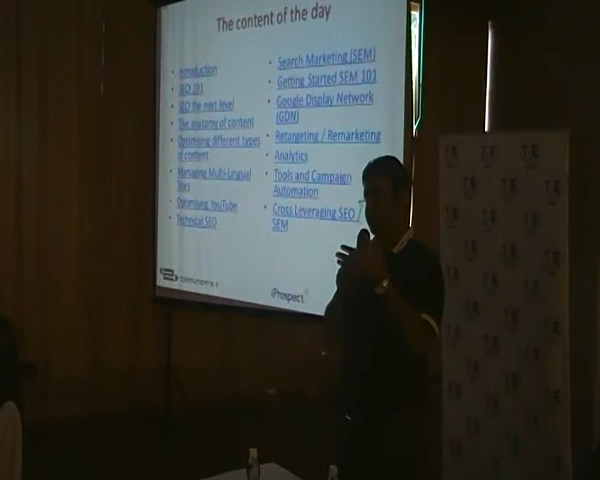 The content of the day
Introduction
SEO 101
SEO the next level
The anatomy of content
Optimising different types
of content
Managing Multi-Lingual
Sites
Optimising YouTube
Technical SEO
Search Marketing (SEM)
Getting Started SEM 101
Google Display Network
(GDN)
Retargeting / Remarketing
Analytics
Tools and Campaign
Automation
Cross Leveraging SEO /
SEM
communicate 2
iProspect